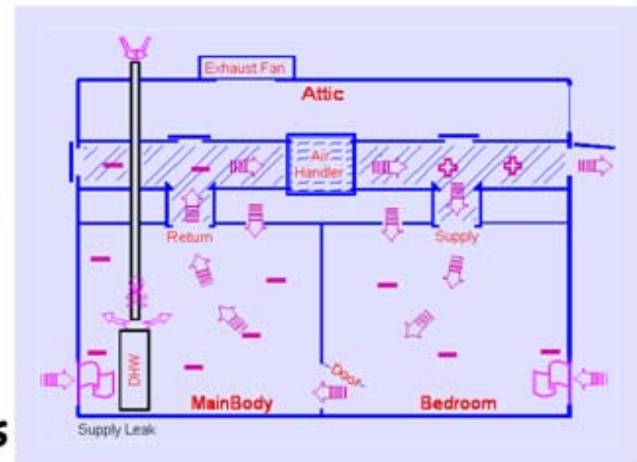 Exhaust Fan
Attic
Air
Handler
Return
Supply
DHW
Door
MainBody
Bedroom
Supply Leak